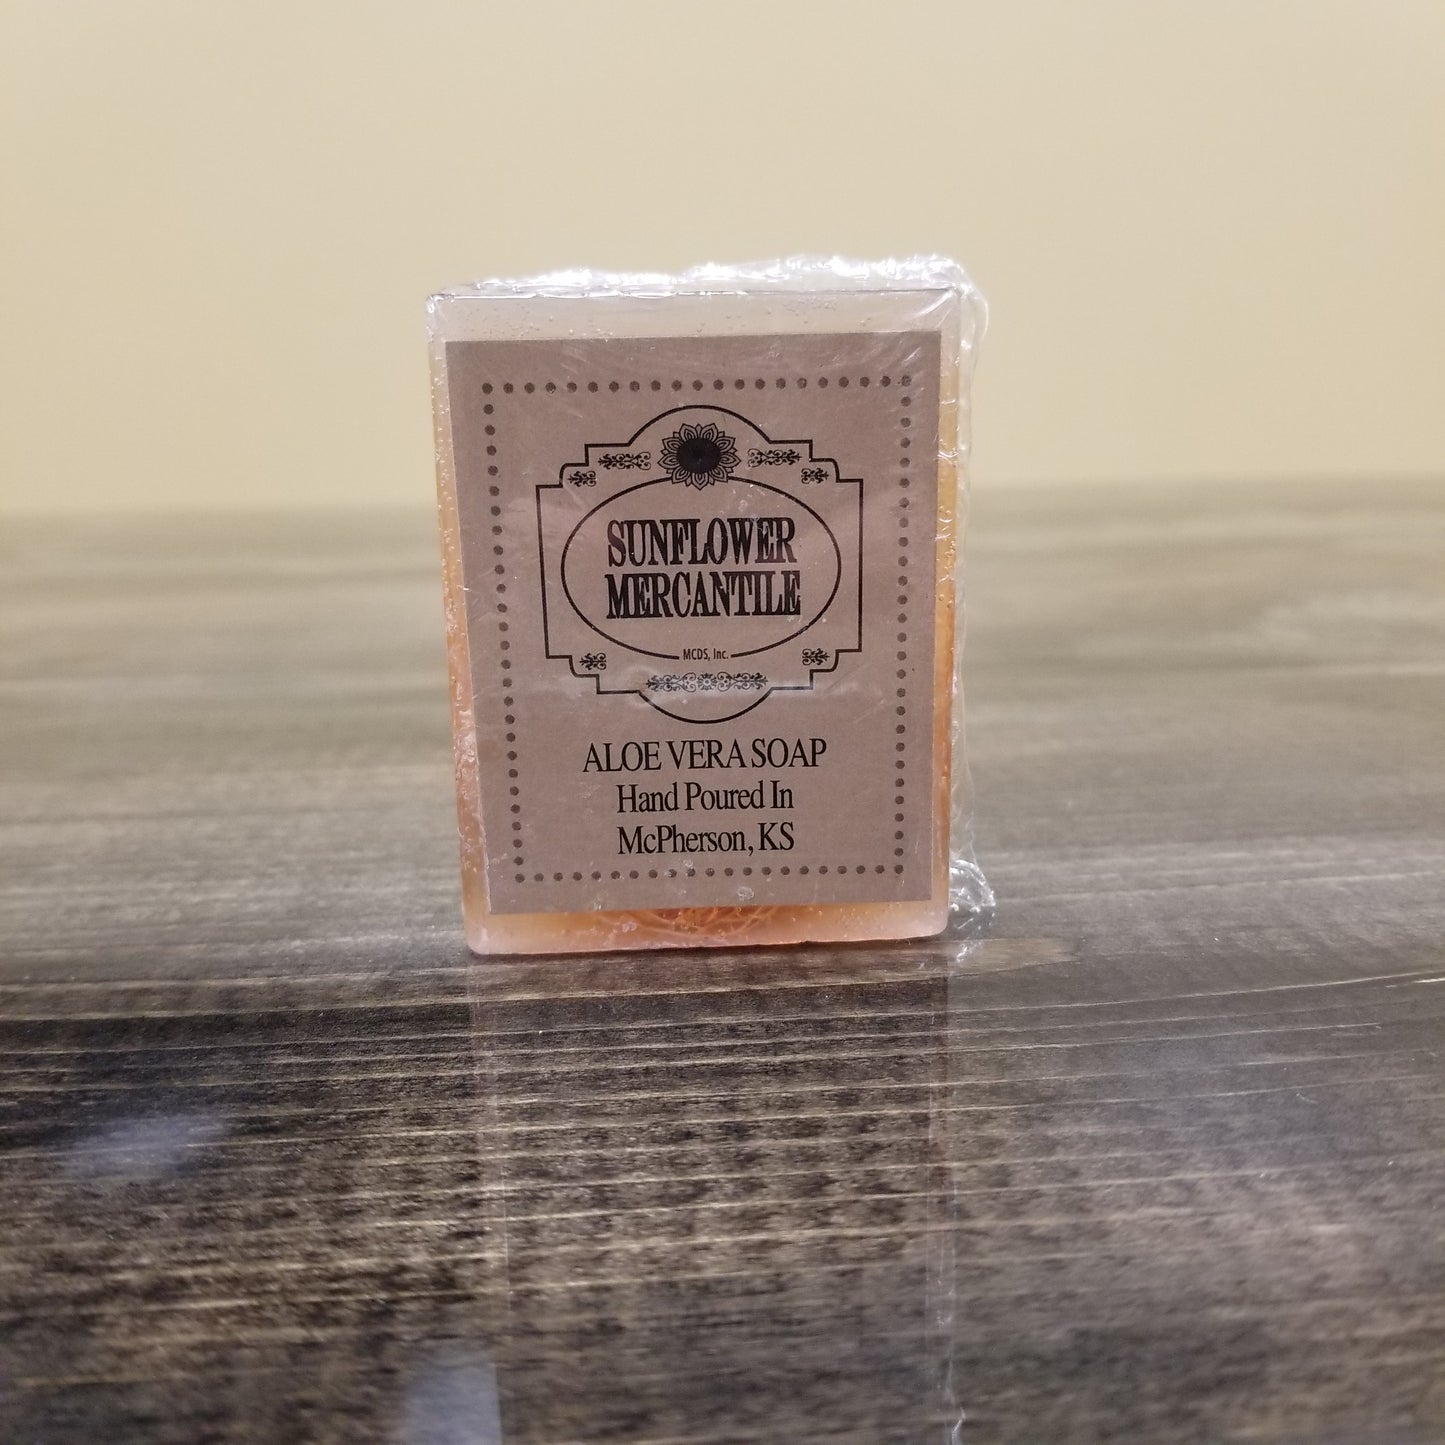 SUNFLOWER
MERCANTILE
MCDS, Inc.
ALOE VERA SOAP
Hand Poured In
McPherson, KS